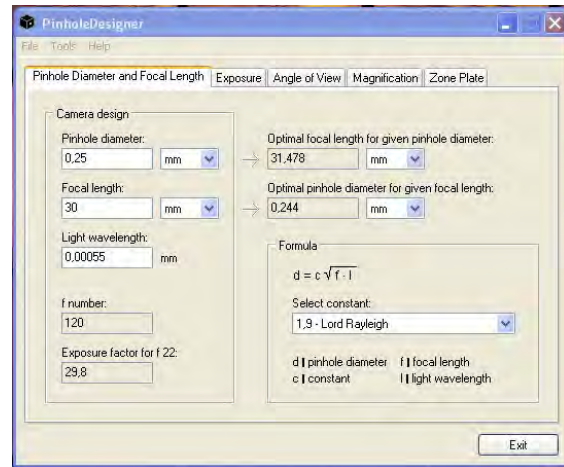 PinholeDesigner
File Tools Help
Pinhole Diameter and Focal Length Exposure Angle of View Magnification Zone Plate
Camera design
Pinhole diameter:
0,25 mm
Focal length:
30 mm
Light wavelength:
0,00055 mm
f number:
120
Exposure factor for f 22:
29,8
Optimal focal length for given pinhole diameter:
31,478 mm
Optimal pinhole diameter for given focal length:
0,244 mm
Formula
d = c √f · l
Select constant:
1,9 - Lord Rayleigh
d | pinhole diameter f | focal length
c | constant l | light wavelength
Exit